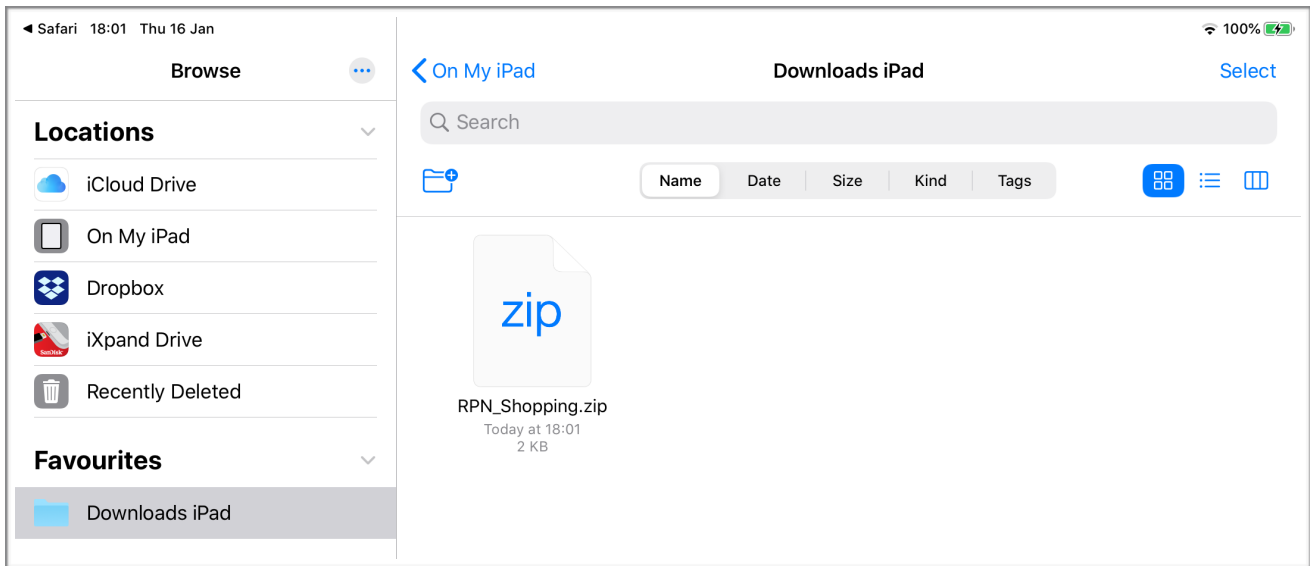 ◀ Safari 18:01 Thu 16 Jan
100%
Browse
On My iPad
Downloads iPad
Select
Search
Locations
iCloud Drive
On My iPad
Dropbox
iXpand Drive
SanDisk
Recently Deleted
Favourites
Downloads iPad
Name Date Size Kind Tags
zip
RPN_Shopping.zip
Today at 18:01
2 KB